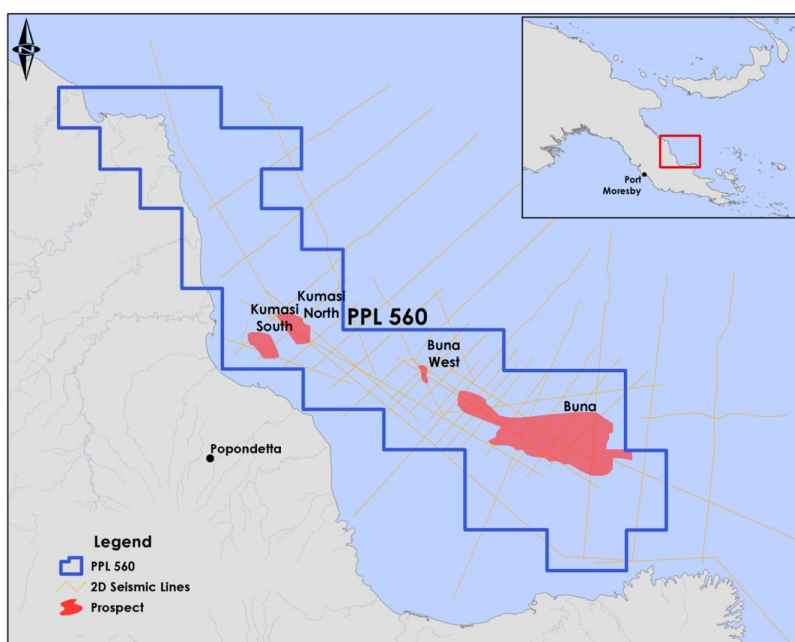 N
Port
Moresby
Kumasi
North
Kumasi
South
PPL 560
Buna
West
Buna
Popondetta
Legend
PPL 560
2D Seismic Lines
Prospect